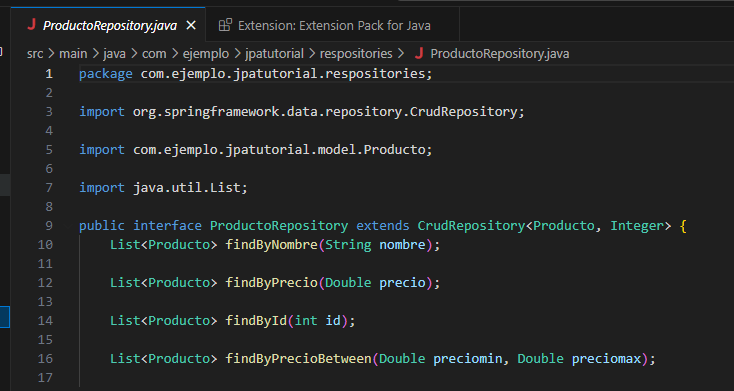 J ProductoRepository.java × Extension: Extension Pack for Java
src > main > java > com > ejemplo > jpatutorial > respositories > J ProductoRepository.java
1 package com.ejemplo.jpatutorial.respositories;
2
3 import org.springframework.data.repository.CrudRepository;
4
5 import com.ejemplo.jpatutorial.model.Producto;
6
7 import java.util.List;
8
9 public interface ProductoRepository extends CrudRepository<Producto, Integer> {
10 List<Producto> findByNombre(String nombre);
11
12 List<Producto> findByPrecio(Double precio);
13
14 List<Producto> findById(int id);
15
16 List<Producto> findByPrecioBetween(Double preciomin, Double preciomax);
17